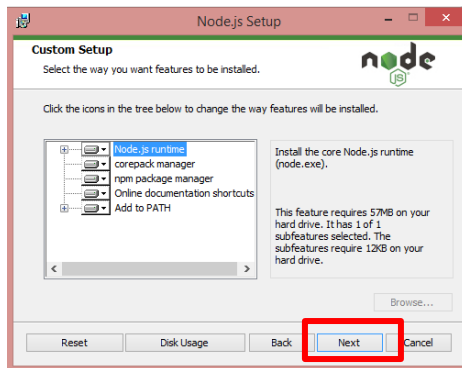 Node.js Setup
Custom Setup
Select the way you want features to be installed.
node
JS
Click the icons in the tree below to change the way features will be installed.
Node.js runtime
corepack manager
npm package manager
Online documentation shortcuts
Add to PATH
Install the core Node.js runtime
(node.exe).
This feature requires 57MB on your
hard drive. It has 1 of 1
subfeatures selected. The
subfeatures require 12KB on your
hard drive.
Browse...
Reset
Disk Usage
Back
Next
Cancel